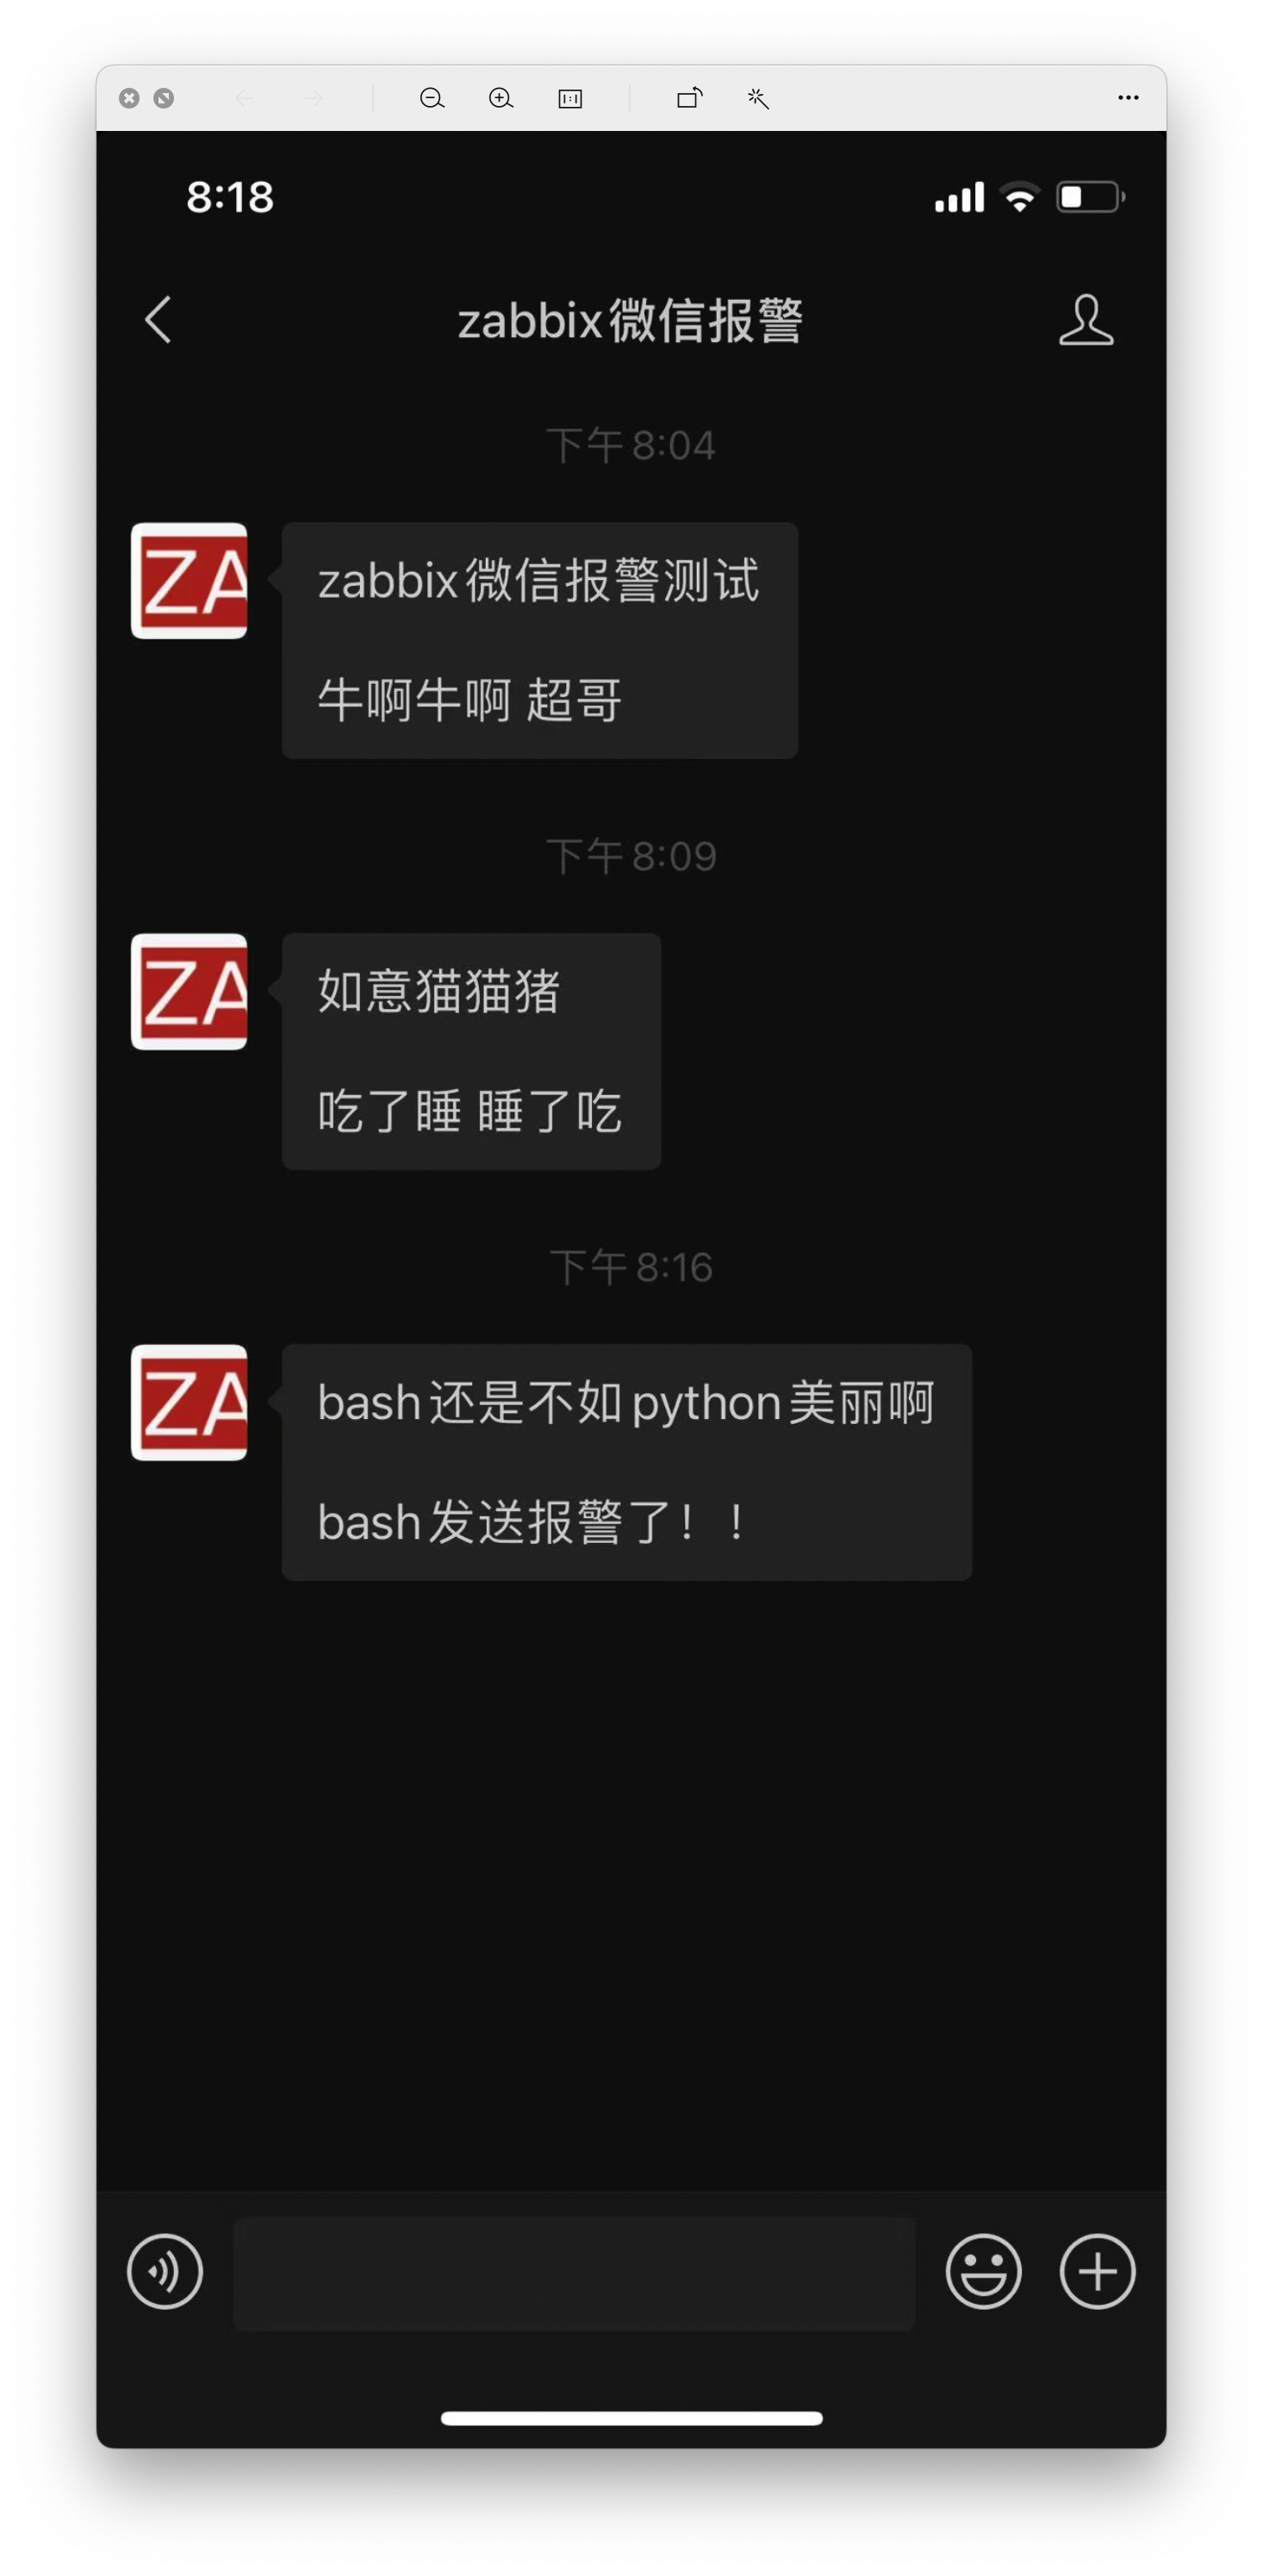 8:18
zabbix微信报警
下午8:04
ZA
zabbix微信报警测试
牛啊牛啊 超哥
下午8:09
ZA
如意猫猫猪
吃了睡 睡了吃
下午8:16
ZA
bash还是不如python美丽啊
bash发送报警了！！